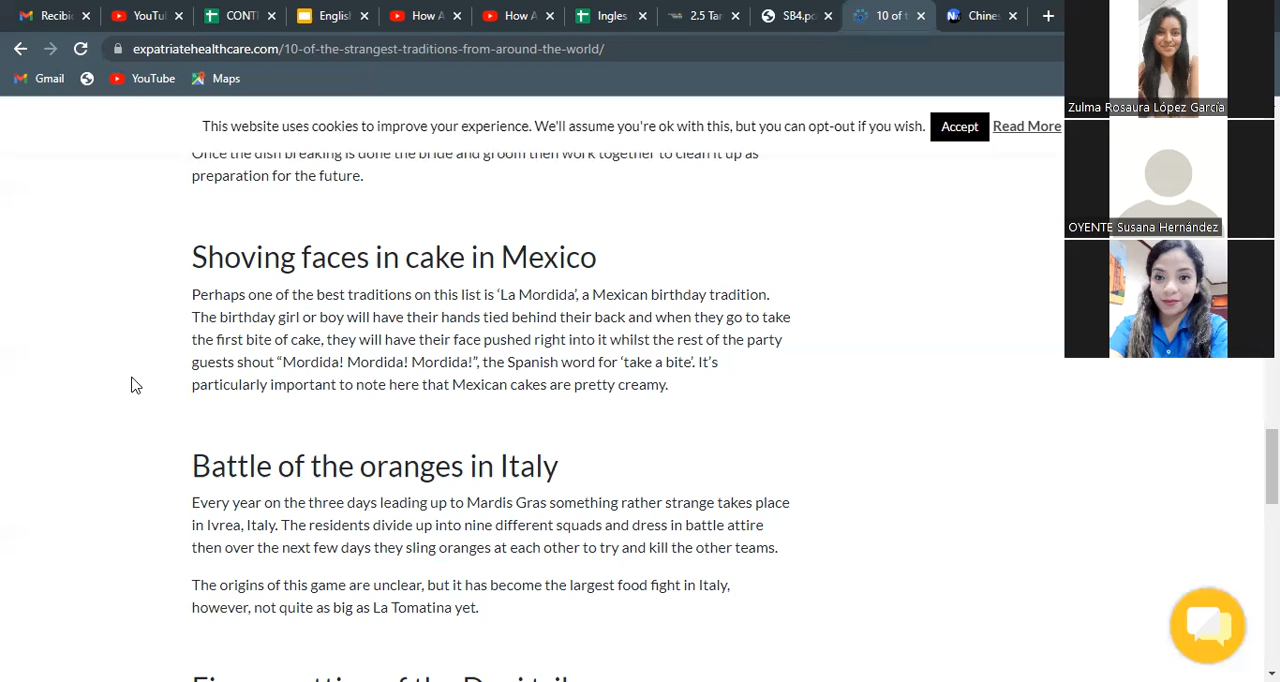 Recibic
YouTu
CONTI
Englis
How A
How A
Ingles
2.5 Tar
SB4.pc
10 of t
Chines
expatriatehealthcare.com/10-of-the-strangest-traditions-from-around-the-world/
Gmail
YouTube
Maps
This website uses cookies to improve your experience. We'll assume you're ok with this, but you can opt-out if you wish. Accept Read More
Once the dish breaking is done the bride and groom then work together to clean it up as
preparation for the future.
Shoving faces in cake in Mexico
Perhaps one of the best traditions on this list is ‘La Mordida’, a Mexican birthday tradition.
The birthday girl or boy will have their hands tied behind their back and when they go to take
the first bite of cake, they will have their face pushed right into it whilst the rest of the party
guests shout “Mordida! Mordida! Mordida!”, the Spanish word for ‘take a bite’. It’s
particularly important to note here that Mexican cakes are pretty creamy.
Battle of the oranges in Italy
Every year on the three days leading up to Mardis Gras something rather strange takes place
in Ivrea, Italy. The residents divide up into nine different squads and dress in battle attire
then over the next few days they sling oranges at each other to try and kill the other teams.
The origins of this game are unclear, but it has become the largest food fight in Italy,
however, not quite as big as La Tomatina yet.
Zulma Rosaura López García
OYENTE Susana Hernández